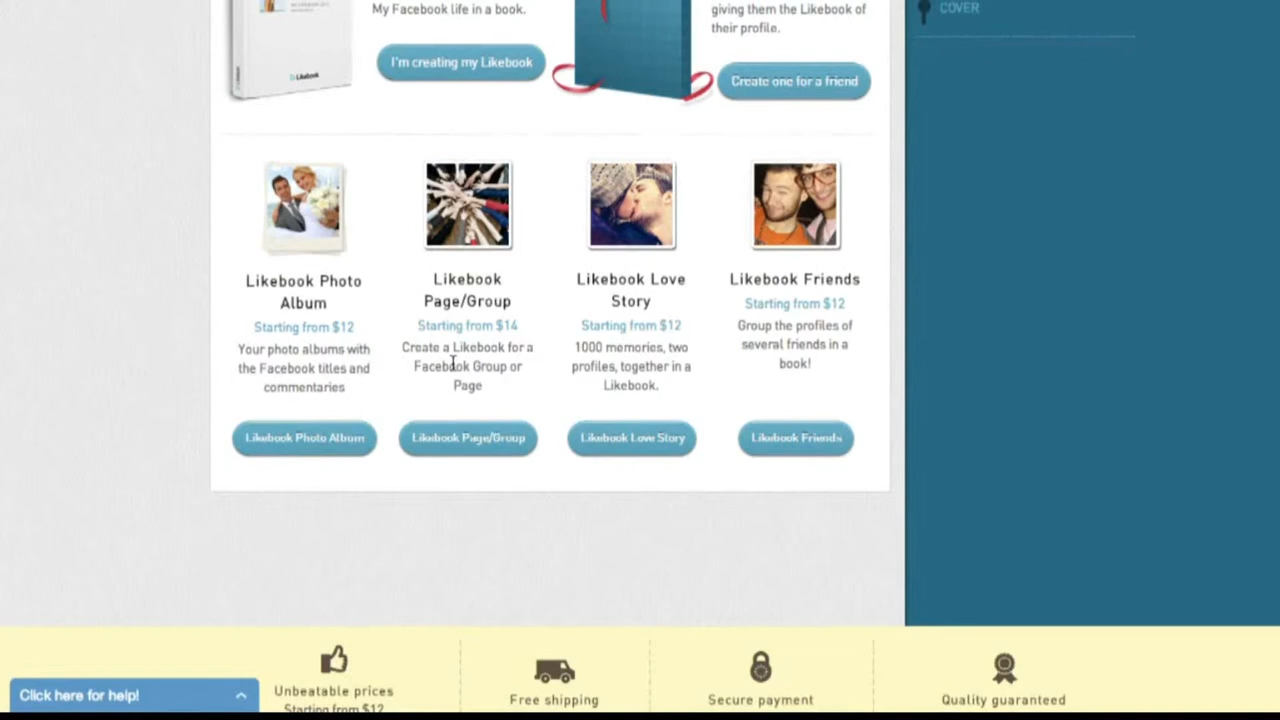 My Facebook life in a book.
I'm creating my Likebook
Likebook
giving them the Likebook of
their profile.
Create one for a friend
COVER
Likebook Photo
Album
Starting from $12
Your photo albums with
the Facebook titles and
commentaries
Likebook Photo Album
Likebook
Page/Group
Starting from $14
Create a Likebook for a
Facebook Group or
Page
Likebook Page/Group
Likebook Love
Story
Starting from $12
1000 memories, two
profiles, together in a
Likebook.
Likebook Love Story
Likebook Friends
Starting from $12
Group the profiles of
several friends in a
book!
Likebook Friends
Click here for help!
Unbeatable prices
Starting from $12
Free shipping
Secure payment
Quality guaranteed